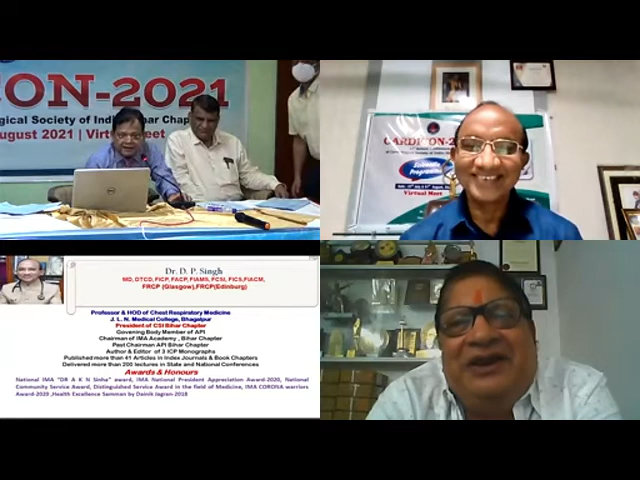 ON-2021
gical Society of India
August 2021 | Virtual Meet
CARDICON-2
Scientific
Programme
Virtual Meet
DELL
Dr. D. P. Singh
MD, DTCD, FICP, FACP, FIAMS, FCSI, FICS,FIACM,
FRCP (Glasgow),FRCP(Edinburg)
Professor & HOD of Chest Respiratory Medicine
J. L. N. Medical College, Bhagalpur
President of CSI Bihar Chapter
Governing Body Member of API
Chairman of IMA Academy , Bihar Chapter
Past Chairman API Bihar Chapter
Author & Editor of 3 ICP Monographs
Published more than 41 Articles in Index Journals & Book Chapters
Delivered more than 200 lectures in State and National Conferences
Awards & Honours
National IMA "DR A K N Sinha" award, IMA National President Appreciation Award-2020, National
Community Service Award, Distinguished Service Award in the field of Medicine, IMA CORONA warriors
Award-2020 ,Health Excellence Samman by Dainik Jagran-2018